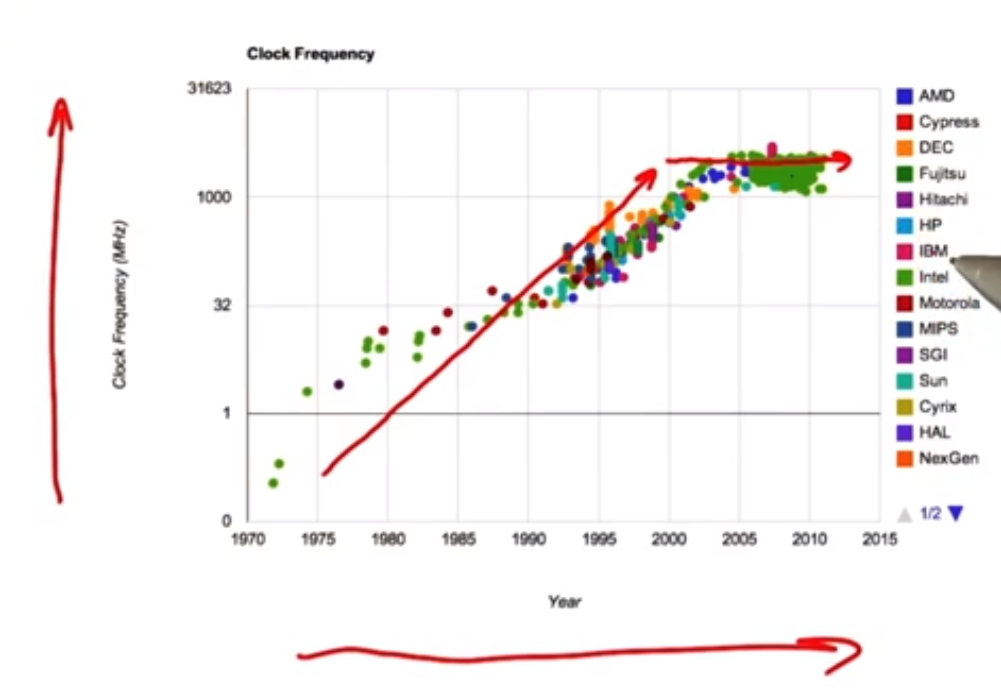 Clock Frequency
31623
1000
32
1
0
Clock Frequency (MHz)
1970 1975 1980 1985 1990 1995 2000 2005 2010 2015
Year
AMD
Cypress
DEC
Fujitsu
Hitachi
HP
IBM
Intel
Motorola
MIPS
SGI
Sun
Cyrix
HAL
NexGen
1/2